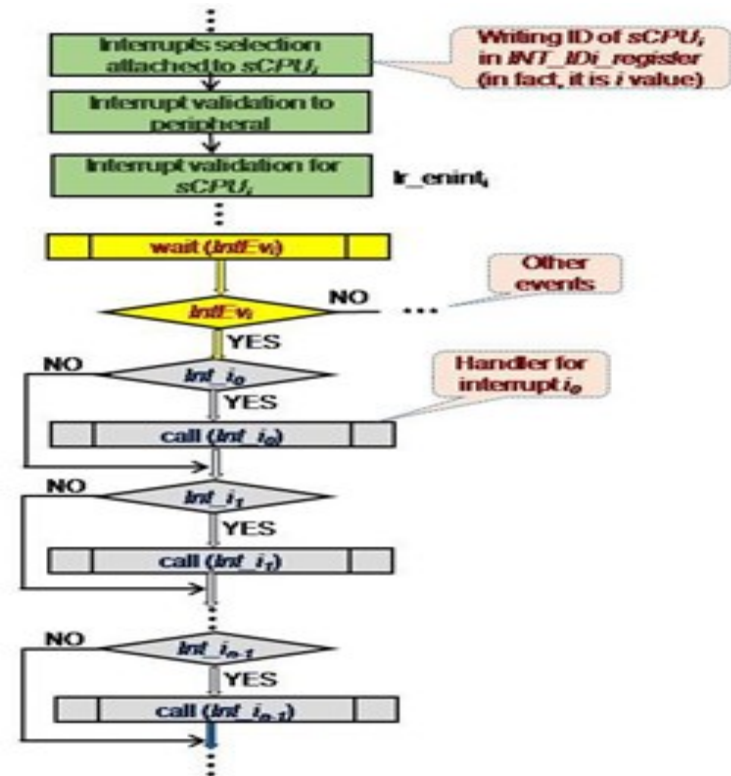 Interrupts selection
attached to sCPUᵢ
Writing ID of sCPUᵢ
in INT_IDi_register
(in fact, it is i value)
Interrupt validation to
peripheral
Interrupt validation for
sCPUᵢ
lr_enintᵢ
wait (IntEvᵢ)
Other
events
IntEvᵢ
NO
YES
NO
Int_i₀
Handler for
interrupt i₀
YES
call (Int_i₀)
NO
Int_i₁
YES
call (Int_i₁)
NO
Int_iₙ₋₁
YES
call (Int_iₙ₋₁)